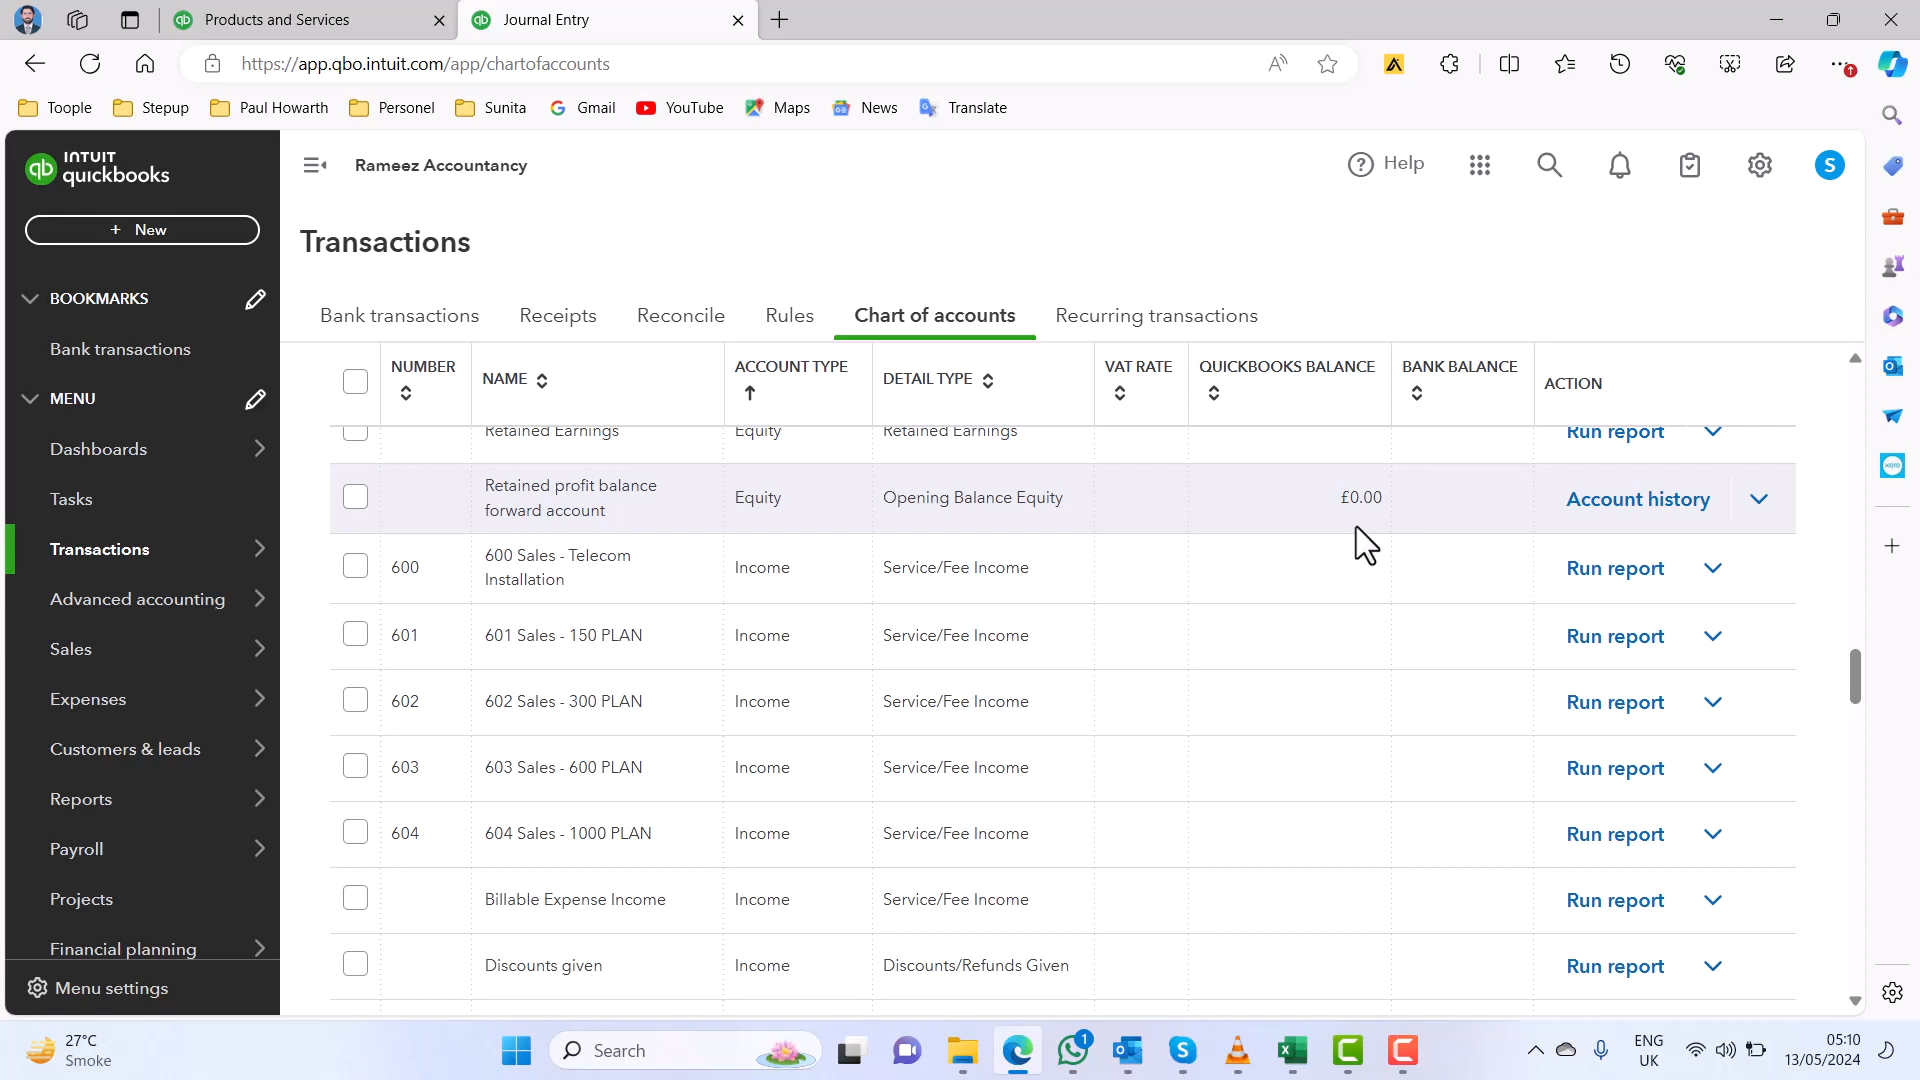 Products and Services
Journal Entry
https://app.qbo.intuit.com/app/chartofaccounts
Toople
Stepup
Paul Howarth
Personel
Sunita
Gmail
YouTube
Maps
News
Translate
INTUIT
quickbooks
Rameez Accountancy
Help
S
+ New
Transactions
BOOKMARKS
Bank transactions
MENU
Dashboards
Tasks
Transactions
Advanced accounting
Sales
Expenses
Customers & leads
Reports
Payroll
Projects
Financial planning
Menu settings
Bank transactions Receipts Reconcile Rules Chart of accounts Recurring transactions
NUMBER NAME ACCOUNT TYPE DETAIL TYPE VAT RATE QUICKBOOKS BALANCE BANK BALANCE ACTION
Retained Earnings Equity Retained Earnings Run report
Retained profit balance
forward account Equity Opening Balance Equity £0.00 Account history
600 600 Sales - Telecom
Installation Income Service/Fee Income Run report
601 601 Sales - 150 PLAN Income Service/Fee Income Run report
602 602 Sales - 300 PLAN Income Service/Fee Income Run report
603 603 Sales - 600 PLAN Income Service/Fee Income Run report
604 604 Sales - 1000 PLAN Income Service/Fee Income Run report
Billable Expense Income Income Service/Fee Income Run report
Discounts given Income Discounts/Refunds Given Run report
27°C
Smoke
Search
1
ENG
UK
05:10
13/05/2024